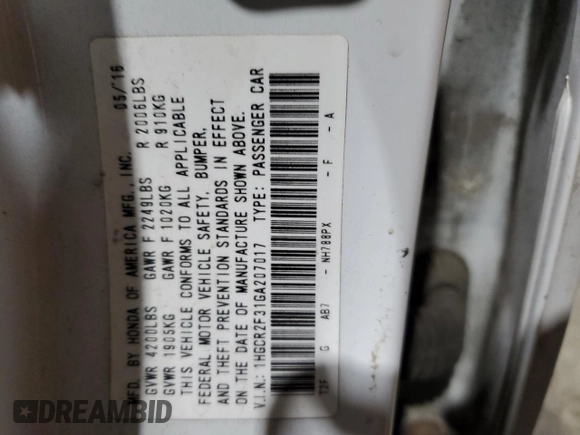 MFD. BY HONDA OF AMERICA MFG., INC. 05/16
GVWR 4200LBS GAWR F 2249LBS R 2006LBS
GVWR 1905KG GAWR F 1020KG R 910KG
THIS VEHICLE CONFORMS TO ALL APPLICABLE
FEDERAL MOTOR VEHICLE SAFETY, BUMPER,
AND THEFT PREVENTION STANDARDS IN EFFECT
ON THE DATE OF MANUFACTURE SHOWN ABOVE.
V.I.N.: 1HGCR2F31GA207017 TYPE: PASSENGER CAR
T2F G AB7 - NH788PX - F - A
DREAMBID